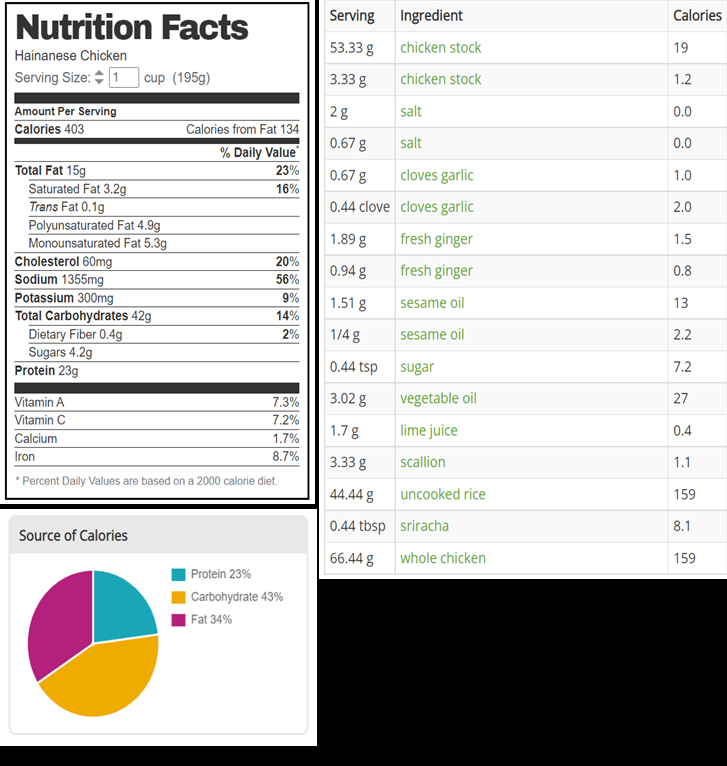 Nutrition Facts
Hainanese Chicken
Serving Size: 1 cup (195g)
Amount Per Serving
Calories 403 Calories from Fat 134
% Daily Value*
Total Fat 15g 23%
Saturated Fat 3.2g 16%
Trans Fat 0.1g
Polyunsaturated Fat 4.9g
Monounsaturated Fat 5.3g
Cholesterol 60mg 20%
Sodium 1355mg 56%
Potassium 300mg 9%
Total Carbohydrates 42g 14%
Dietary Fiber 0.4g 2%
Sugars 4.2g
Protein 23g
Vitamin A 7.3%
Vitamin C 7.2%
Calcium 1.7%
Iron 8.7%
* Percent Daily Values are based on a 2000 calorie diet.
Source of Calories
Protein 23%
Carbohydrate 43%
Fat 34%
Serving Ingredient Calories
53.33 g chicken stock 19
3.33 g chicken stock 1.2
2 g salt 0.0
0.67 g salt 0.0
0.67 g cloves garlic 1.0
0.44 clove cloves garlic 2.0
1.89 g fresh ginger 1.5
0.94 g fresh ginger 0.8
1.51 g sesame oil 13
1/4 g sesame oil 2.2
0.44 tsp sugar 7.2
3.02 g vegetable oil 27
1.7 g lime juice 0.4
3.33 g scallion 1.1
44.44 g uncooked rice 159
0.44 tbsp sriracha 8.1
66.44 g whole chicken 159